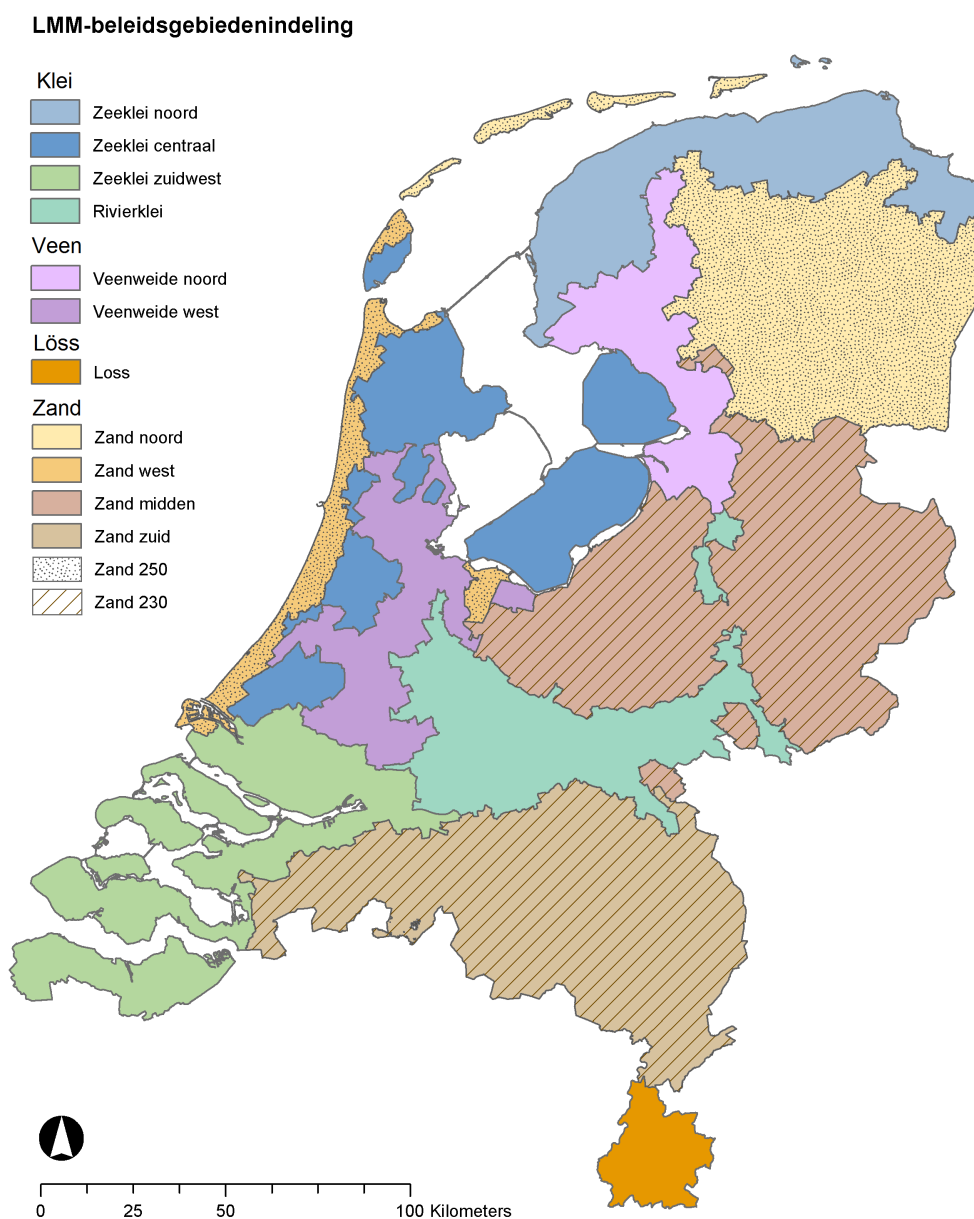 LMM-beleidsgebiedenindeling
Klei
Zeeklei noord
Zeeklei centraal
Zeeklei zuidwest
Rivierklei
Veen
Veenweide noord
Veenweide west
Löss
Loss
Zand
Zand noord
Zand west
Zand midden
Zand zuid
Zand 250
Zand 230
0 25 50 100 Kilometers